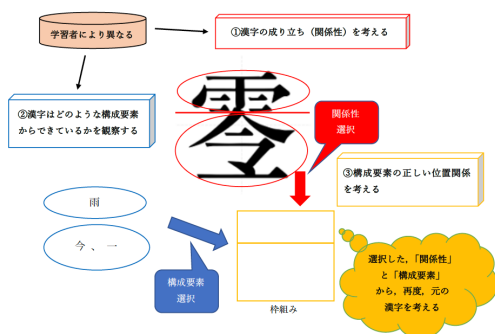 学習者により異なる
①漢字の成り立ち（関係性）を考える
②漢字はどのような構成要素
からできているかを観察する
関係性
選択
③構成要素の正しい位置関係
を考える
雨
今 、 一
構成要素
選択
枠組み
選択した，「関係性」
と「構成要素」
から，再度，元の
漢字を考える